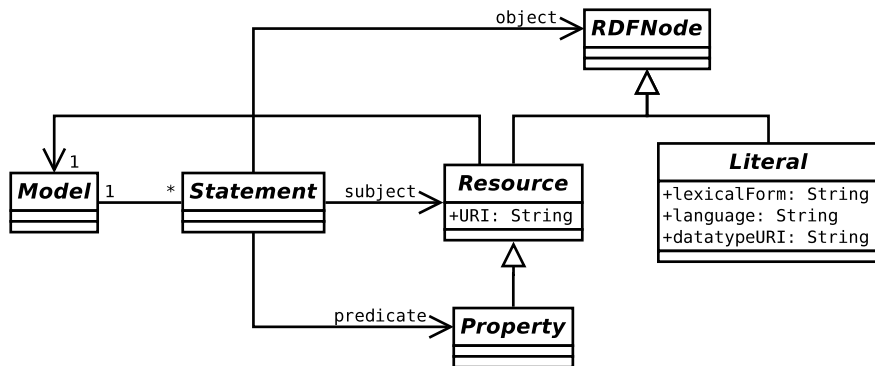 object
RDFNode
1
Model
1
*
Statement
subject
Resource
+URI: String
Literal
+lexicalForm: String
+language: String
+datatypeURI: String
predicate
Property